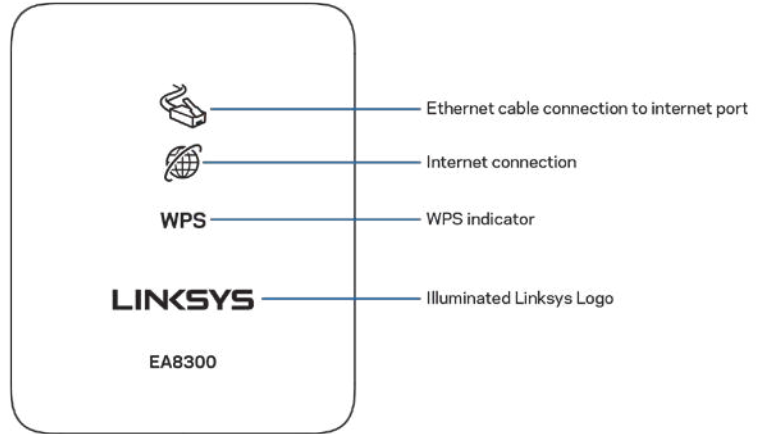 Ethernet cable connection to internet port
Internet connection
WPS WPS indicator
LINKSYS Illuminated Linksys Logo
EA8300